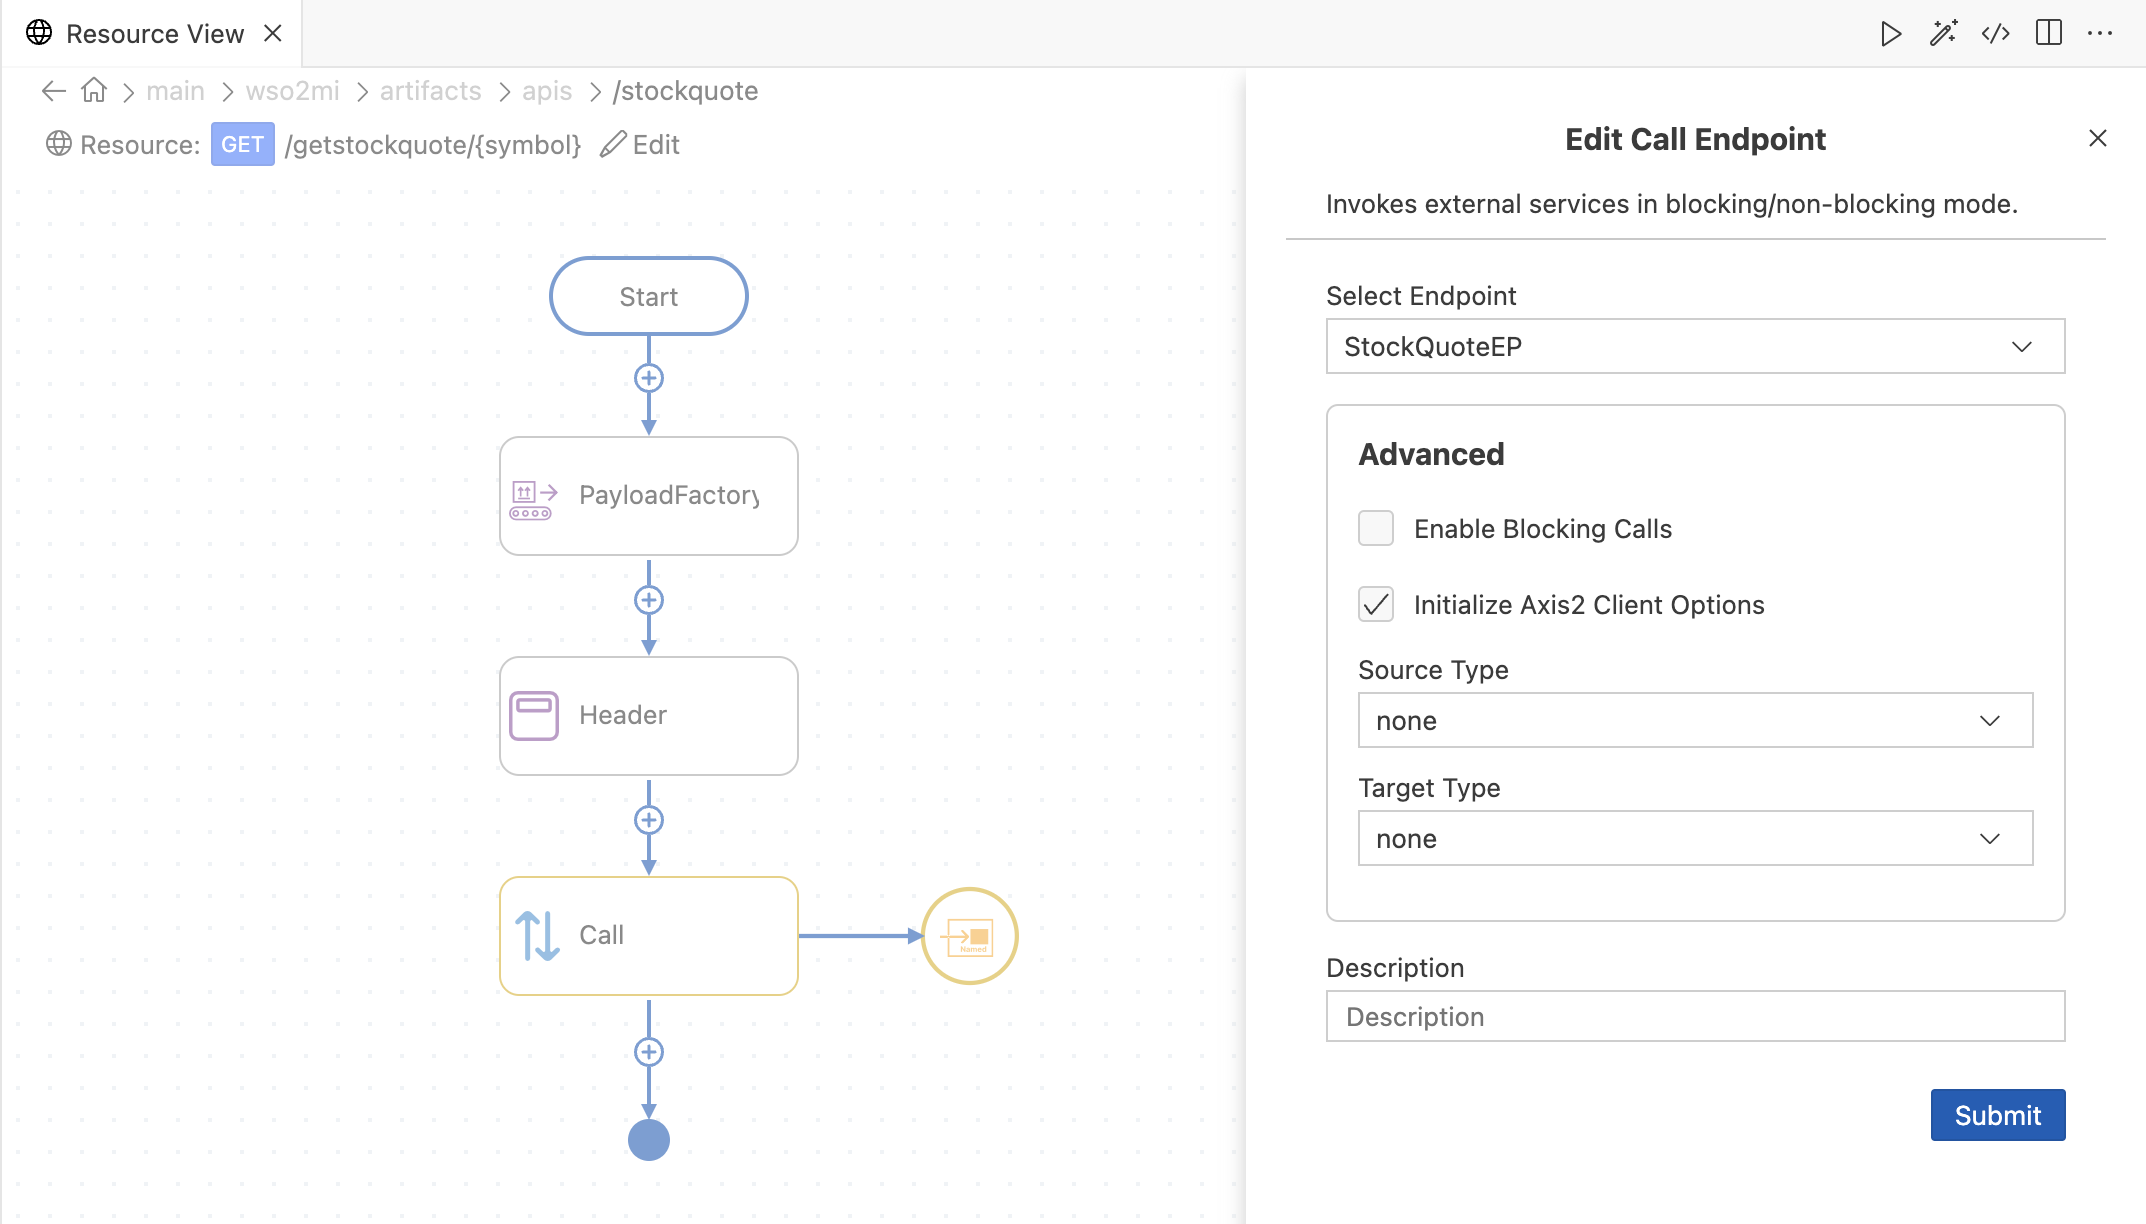 Resource View
main wso2mi artifacts apis /stockquote
Resource: GET /getstockquote/{symbol} Edit
Start
PayloadFactory
Header
Call
Named
Edit Call Endpoint
Invokes external services in blocking/non-blocking mode.
Select Endpoint
StockQuoteEP
Advanced
Enable Blocking Calls
Initialize Axis2 Client Options
Source Type
none
Target Type
none
Description
Description
Submit